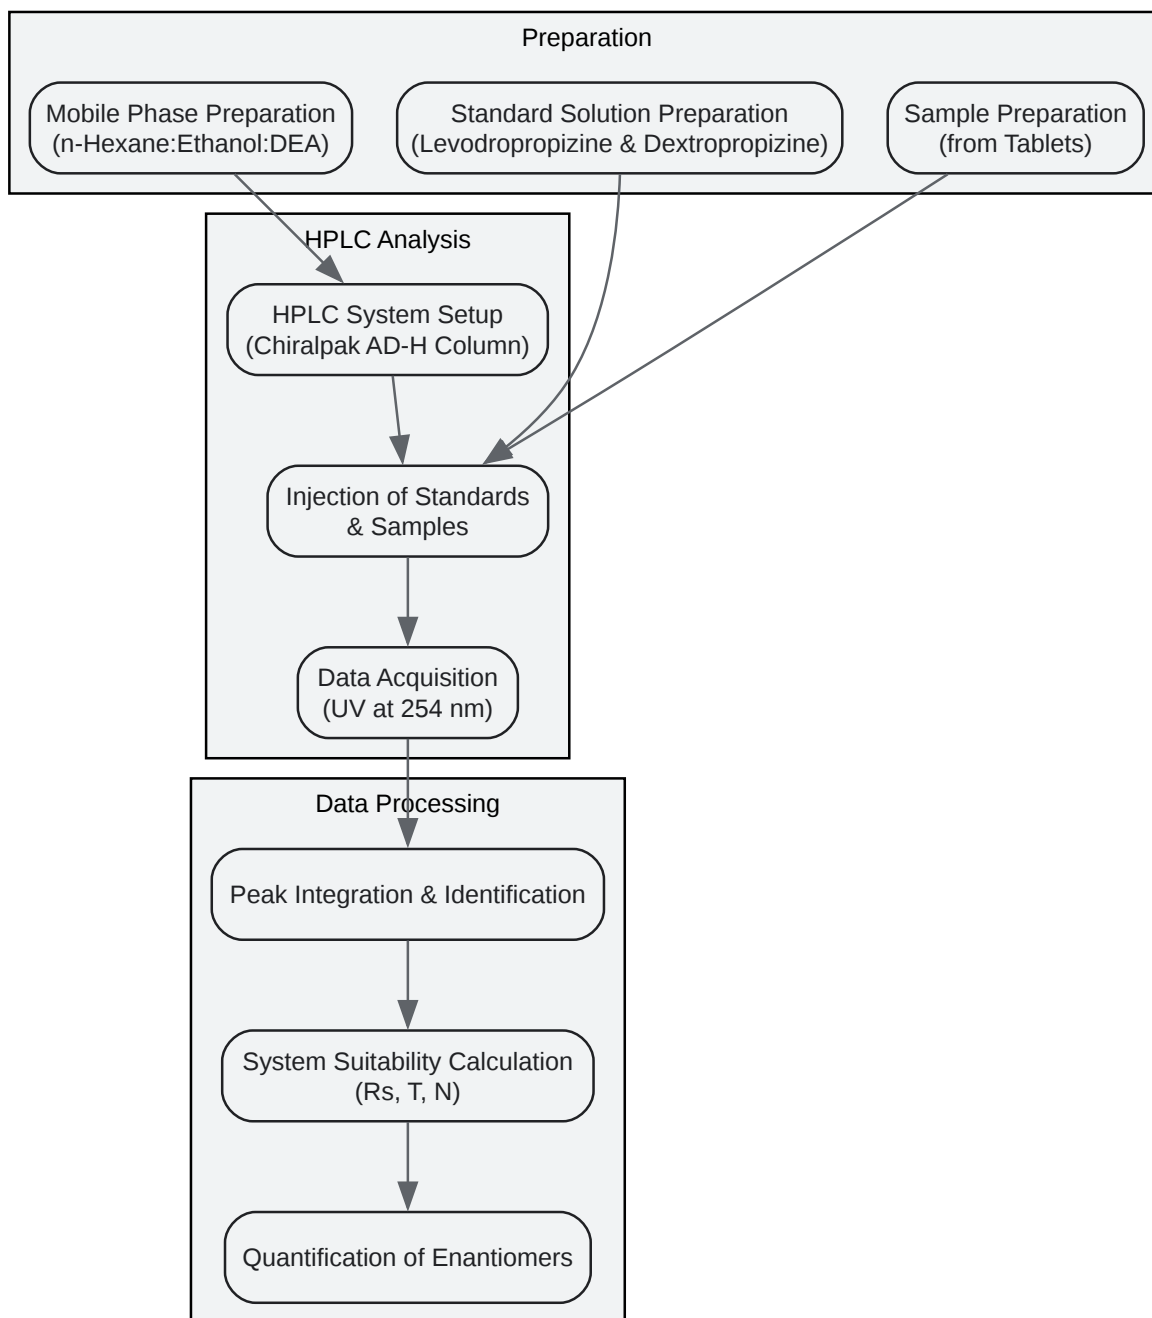 Preparation
Mobile Phase Preparation
(n-Hexane:Ethanol:DEA)
Standard Solution Preparation
(Levodropropizine & Dextropropizine)
Sample Preparation
(from Tablets)
HPLC Analysis
HPLC System Setup
(Chiralpak AD-H Column)
Injection of Standards
& Samples
Data Acquisition
(UV at 254 nm)
Data Processing
Peak Integration & Identification
System Suitability Calculation
(Rs, T, N)
Quantification of Enantiomers